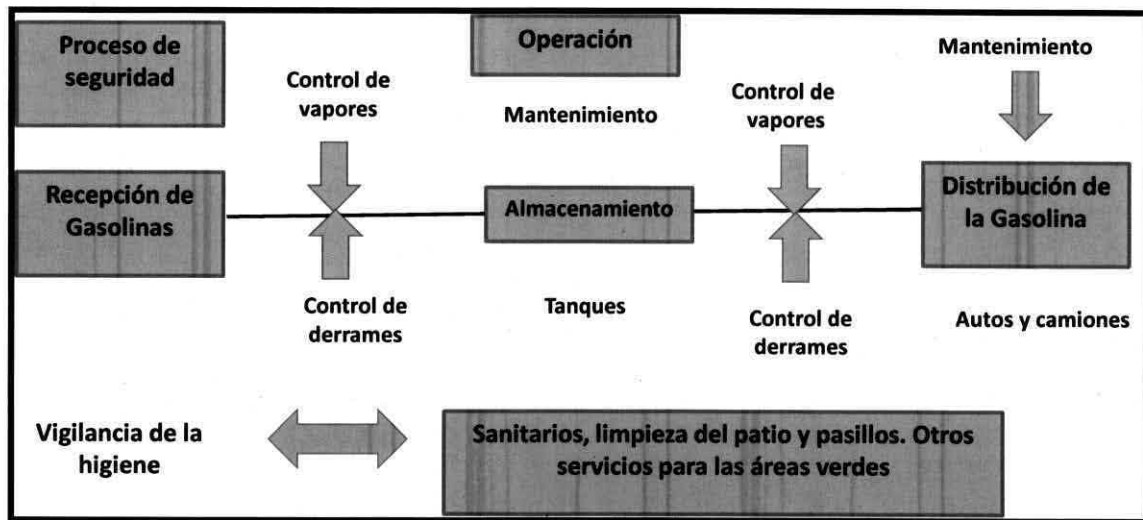 Proceso de
seguridad
Operación
Mantenimiento
Control de
vapores
Mantenimiento
Control de
vapores
Recepción de
Gasolinas
Almacenamiento
Distribución de
la Gasolina
Control de
derrames
Tanques
Control de
derrames
Autos y camiones
Vigilancia de la
higiene
Sanitarios, limpieza del patio y pasillos. Otros
servicios para las áreas verdes